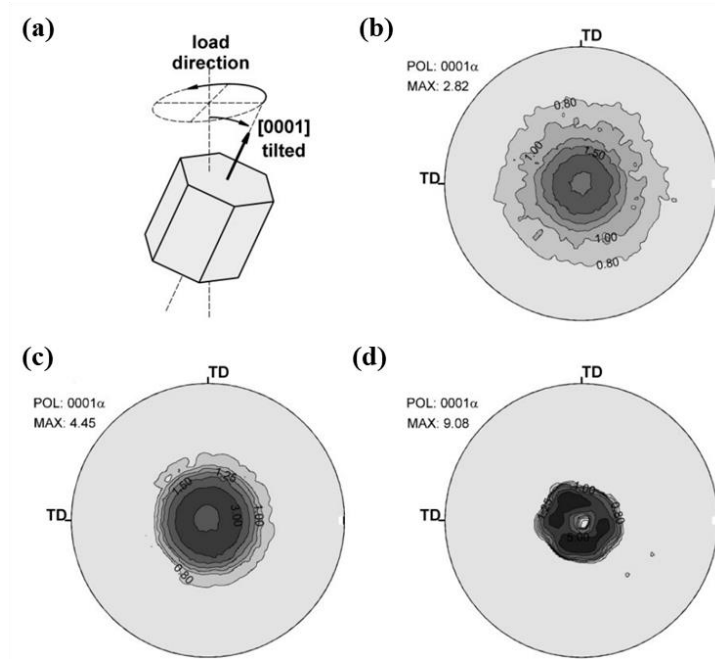 (a)
load
direction
[0001]
tilted
(b)
TD
POL: 0001α
MAX: 2.82
TD
0.80
1.00
1.50
1.00
0.80
(c)
TD
POL: 0001α
MAX: 4.45
TD
1.50
1.25
3.00
1.00
0.80
(d)
TD
POL: 0001α
MAX: 9.08
TD
1.00
1.25
0.80
5.00